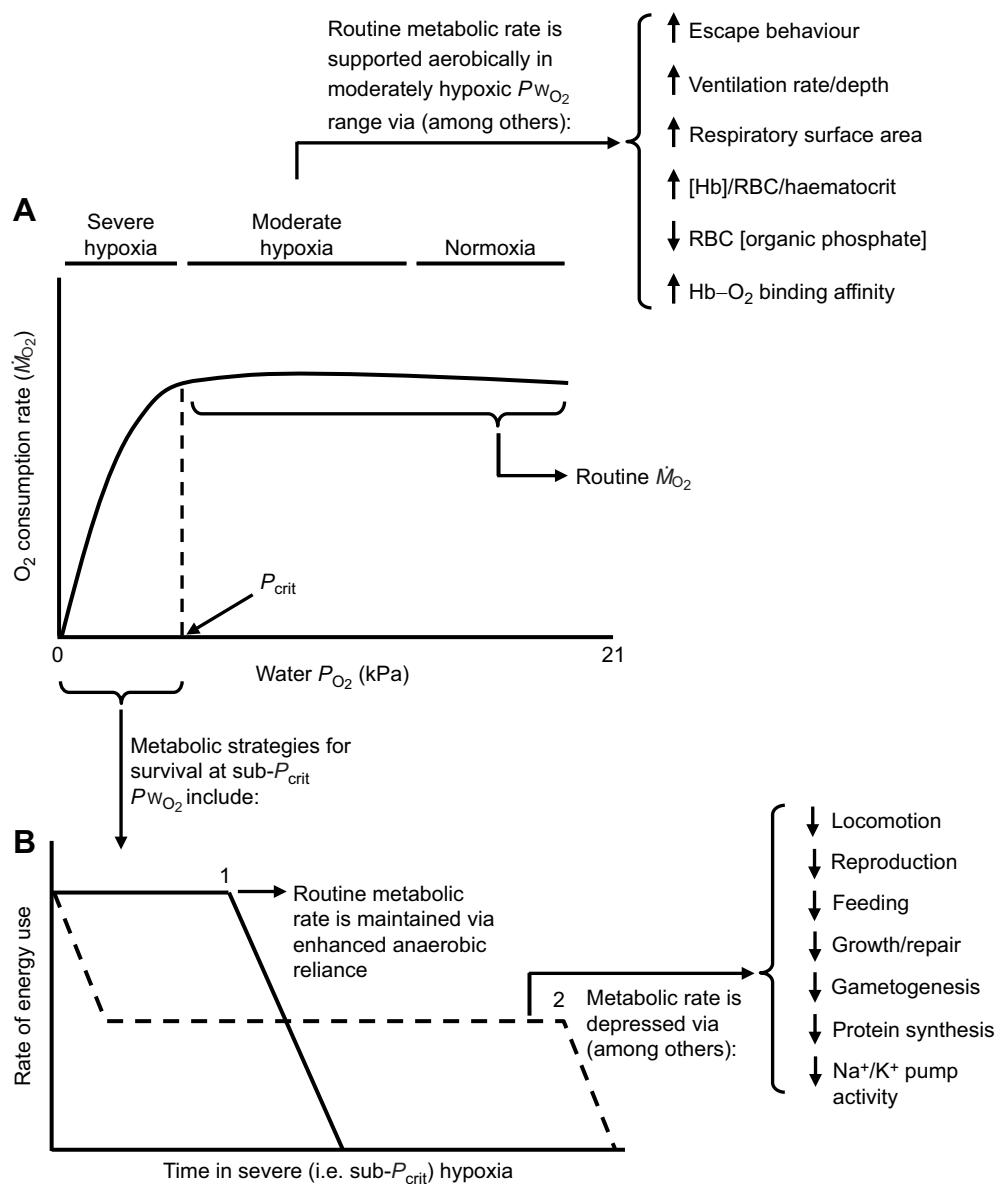 Routine metabolic rate is
supported aerobically in
moderately hypoxic PwO2
range via (among others):
↑ Escape behaviour
↑ Ventilation rate/depth
↑ Respiratory surface area
↑ [Hb]/RBC/haematocrit
↓ RBC [organic phosphate]
↑ Hb–O2 binding affinity
A
Severe
hypoxia
Moderate
hypoxia
Normoxia
O2 consumption rate (ṀO2)
Routine ṀO2
Pcrit
0
21
Water PO2 (kPa)
Metabolic strategies for
survival at sub-Pcrit
PwO2 include:
B
Rate of energy use
1
Routine metabolic
rate is maintained via
enhanced anaerobic
reliance
2
Metabolic rate is
depressed via
(among others):
↓ Locomotion
↓ Reproduction
↓ Feeding
↓ Growth/repair
↓ Gametogenesis
↓ Protein synthesis
↓ Na+/K+ pump
activity
Time in severe (i.e. sub-Pcrit) hypoxia